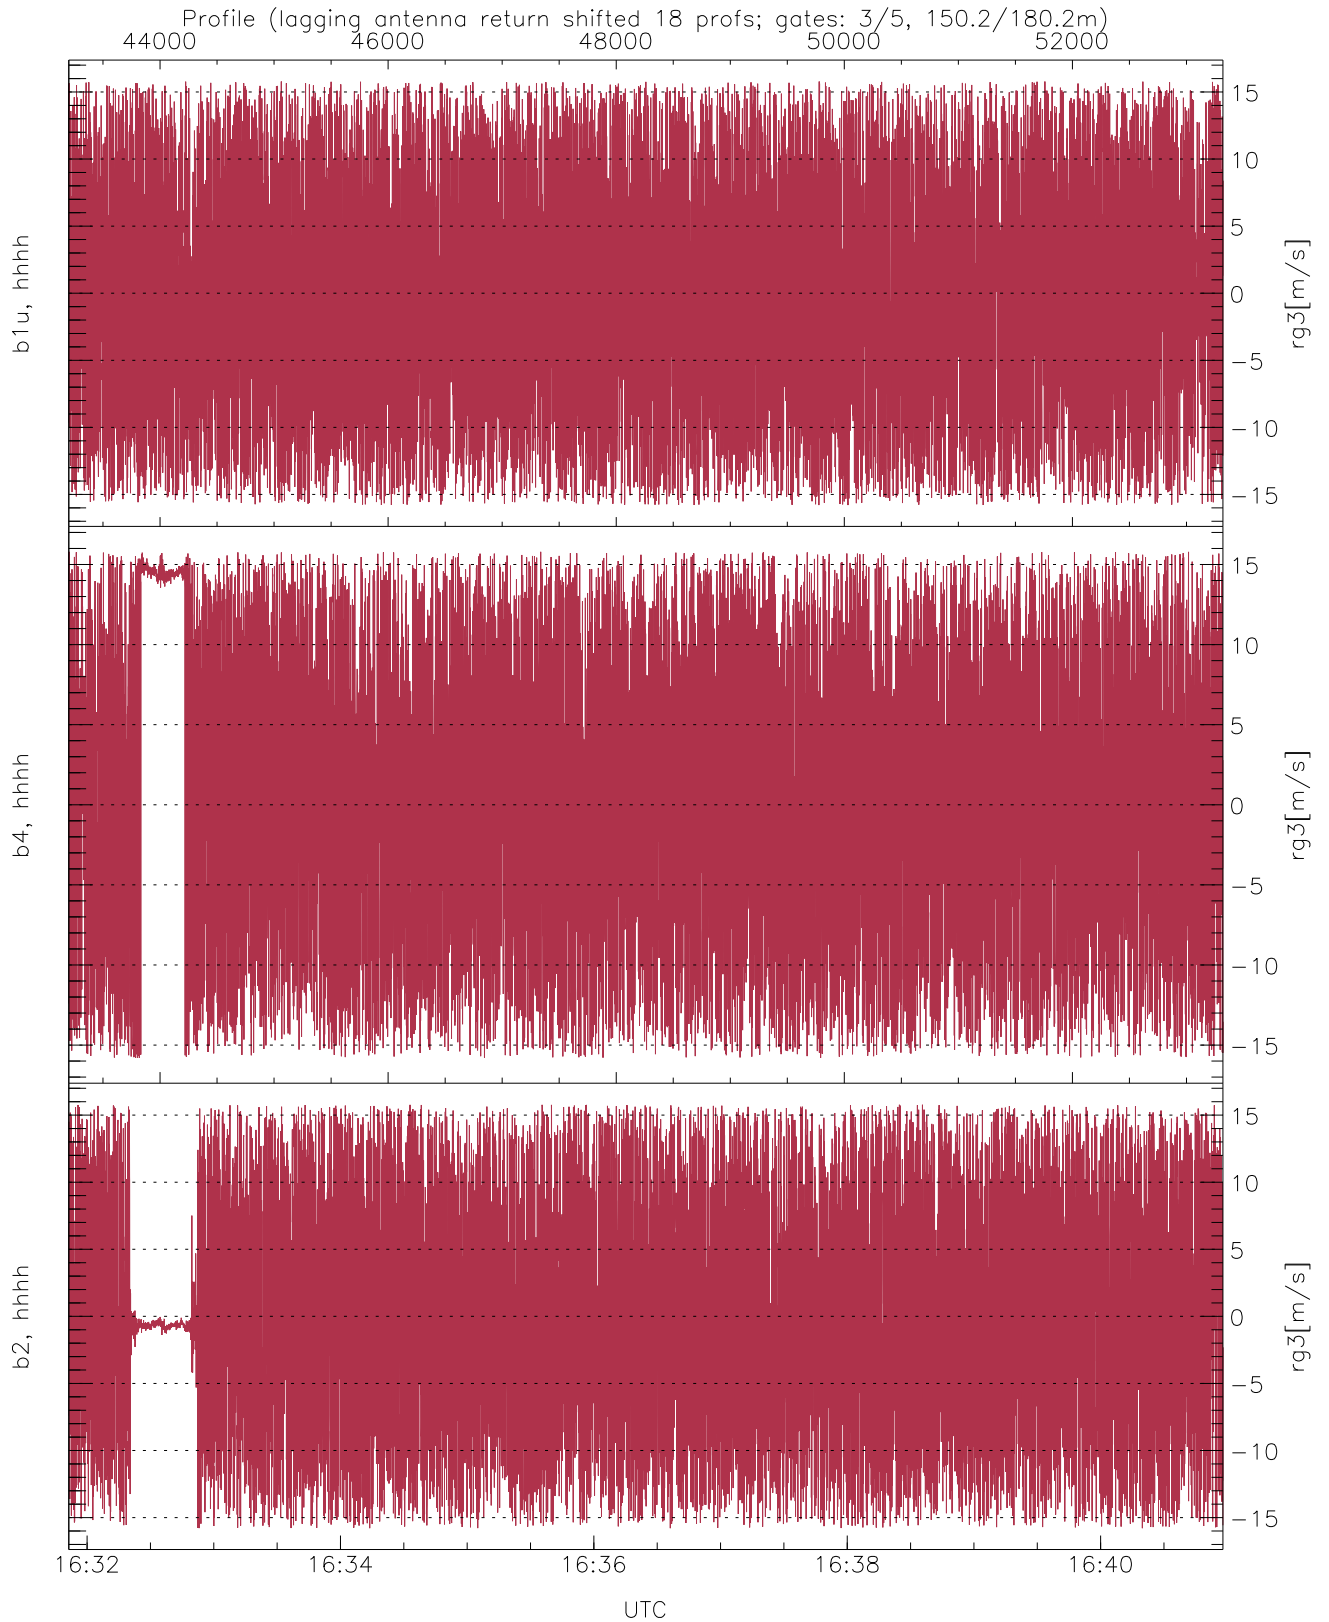 Profile (lagging antenna return shifted 18 profs; gates: 3/5, 150.2/180.2m)
44000 46000 48000 50000 52000
15
10
5
0
−5
−10
−15
b1u, hhhh
rg3[m/s]
15
10
5
0
−5
−10
−15
b4, hhhh
rg3[m/s]
15
10
5
0
−5
−10
−15
b2, hhhh
rg3[m/s]
16:32 16:34 16:36 16:38 16:40
UTC